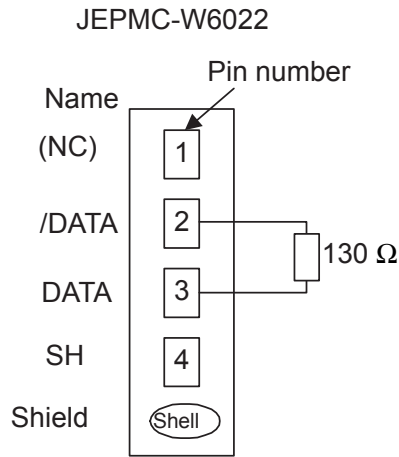 JEPMC-W6022
Pin number
Name
(NC) 1
/DATA 2
130 Ω
DATA 3
SH 4
Shield Shell